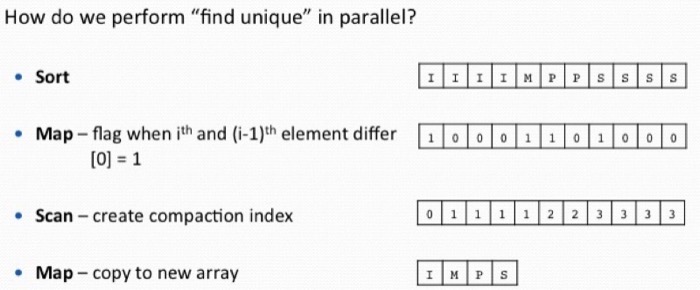 How do we perform “find unique” in parallel?
• Sort
I I I I M P P S S S S
• Map – flag when ith and (i-1)th element differ
1 0 0 0 1 1 0 1 0 0 0
[0] = 1
• Scan – create compaction index
0 1 1 1 1 2 2 3 3 3 3
• Map – copy to new array
I M P S